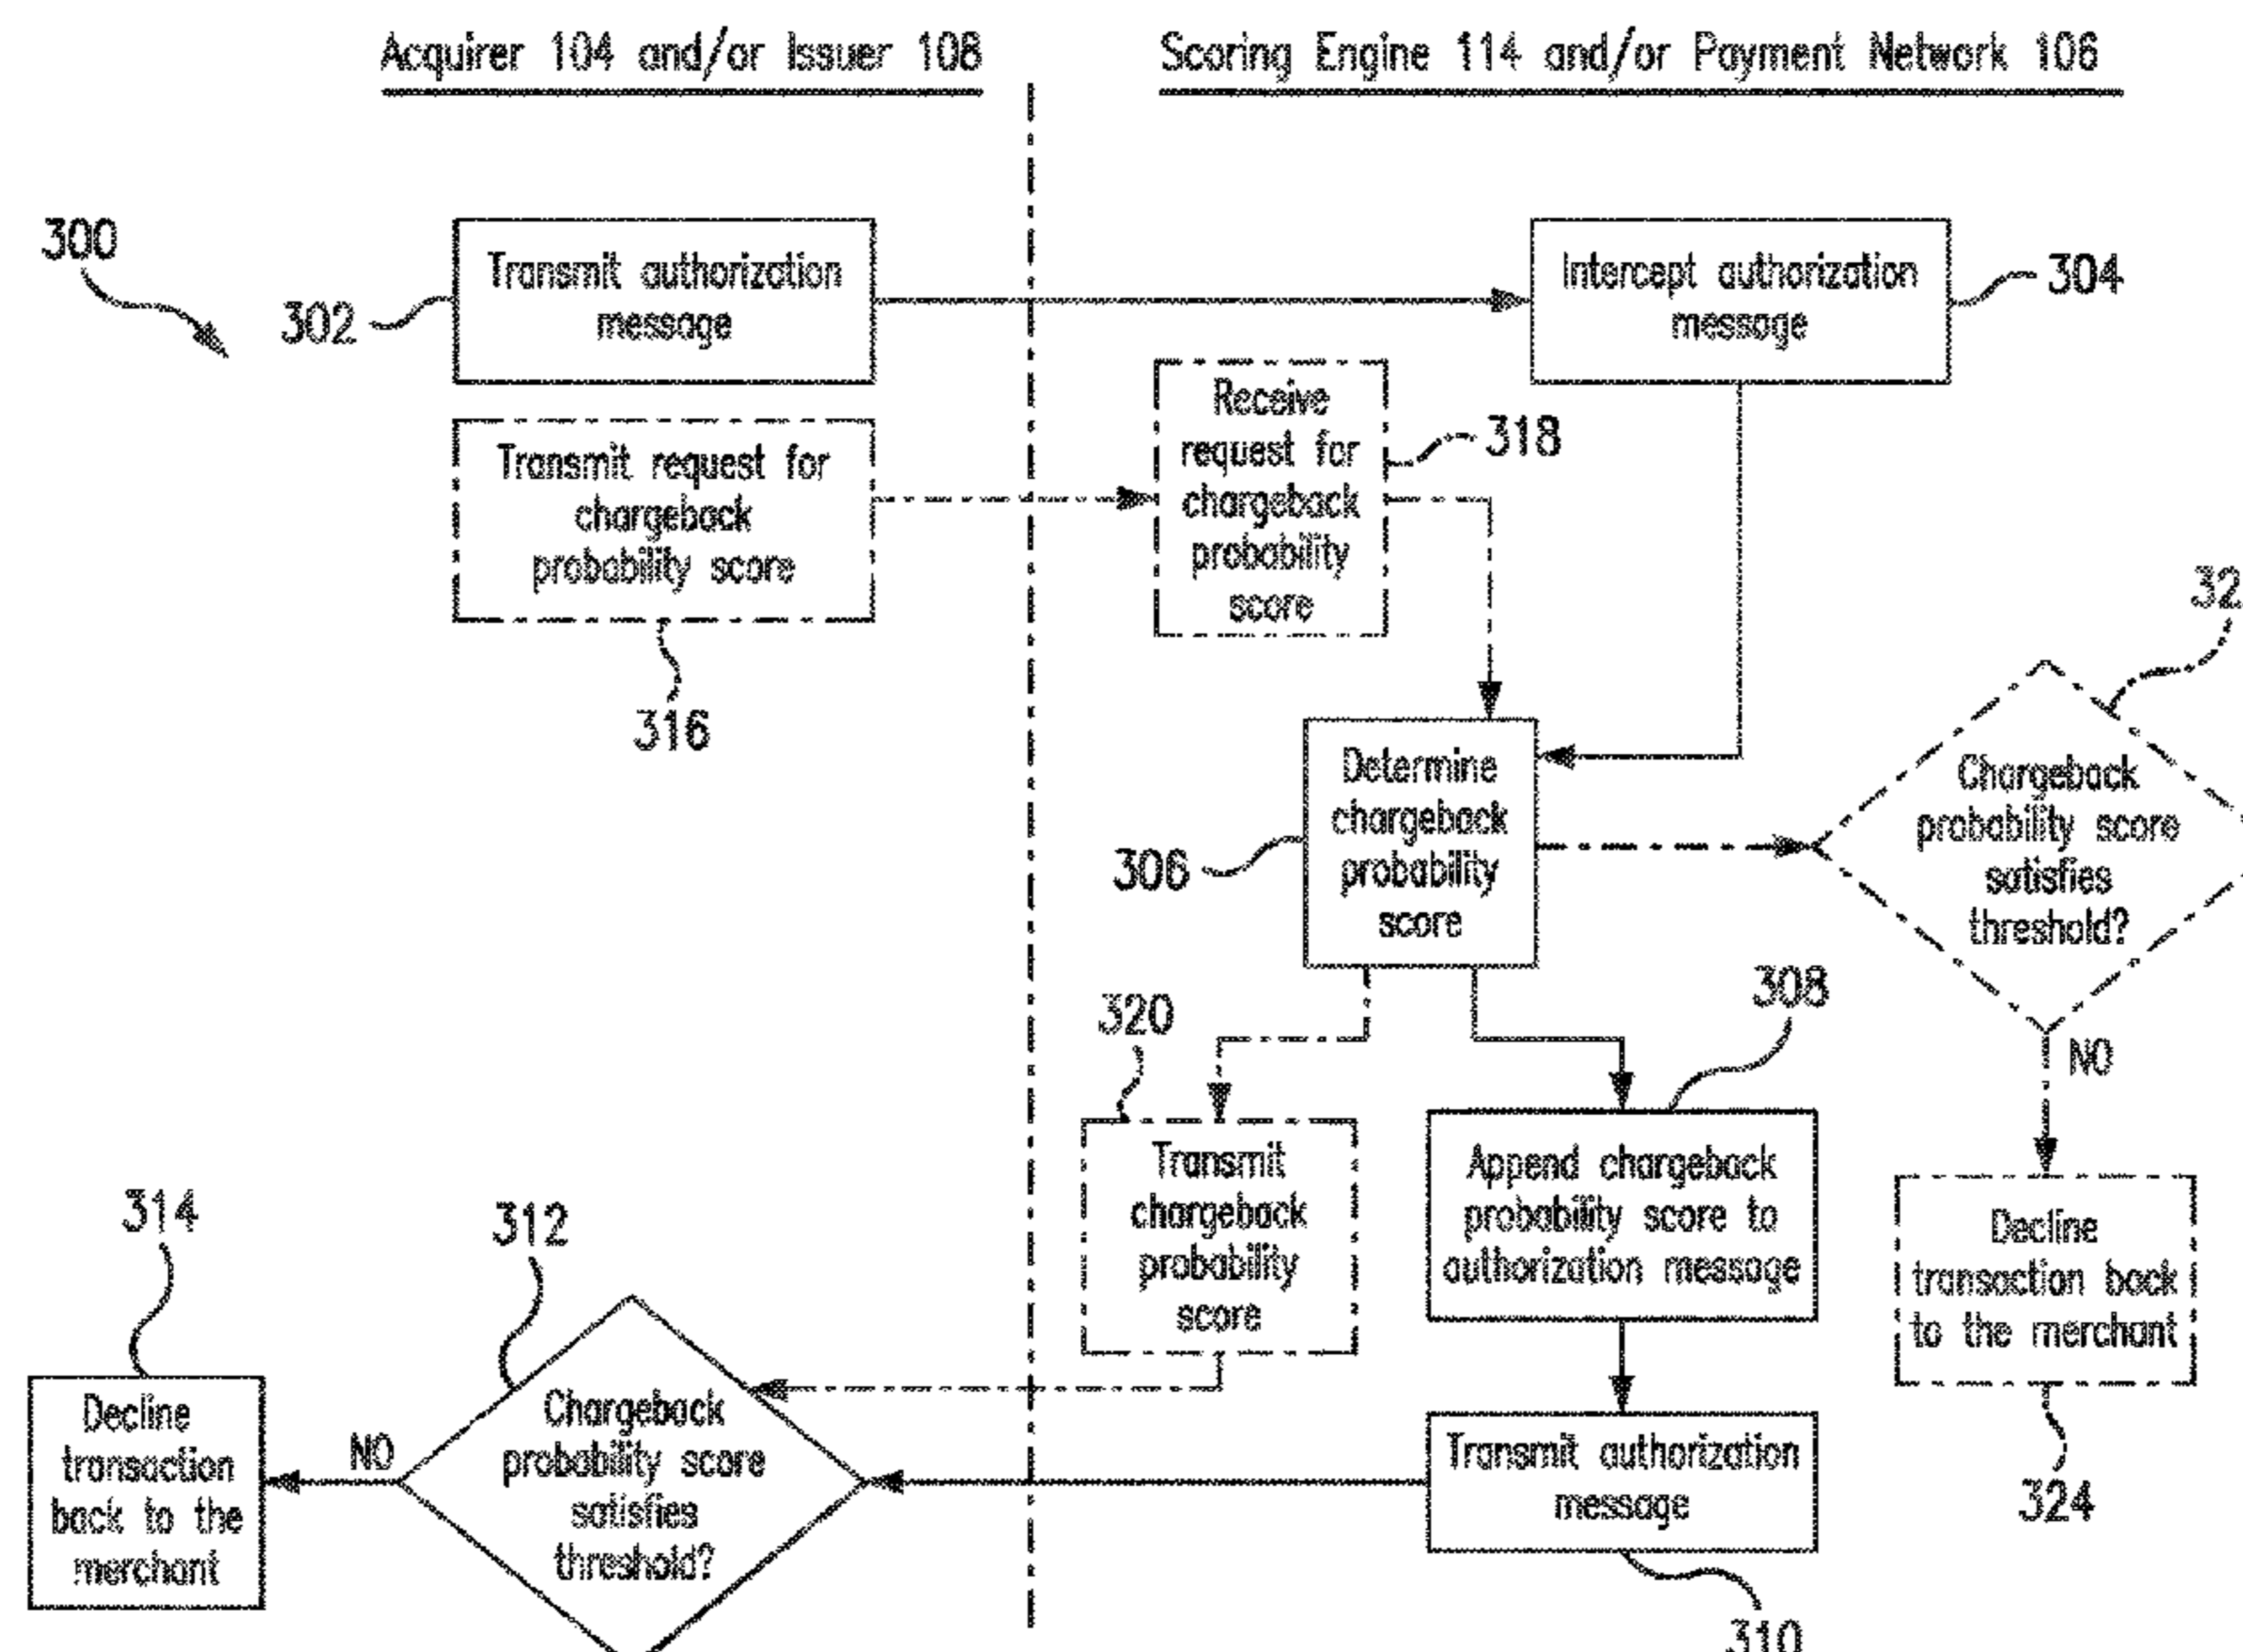 Acquirer 104 and/or Issuer 108
Scoring Engine 114 and/or Payment Network 106
300
302
Transmit authorization
message
Intercept authorization
message
304
Transmit request for
chargeback
probability score
316
Receive
request for
chargeback
probability
score
318
Determine
chargeback
probability
score
306
32
Chargeback
probability score
satisfies
threshold?
NO
320
Transmit
chargeback
probability
score
308
Append chargeback
probability score to
authorization message
Decline
transaction back
to the merchant
324
314
Decline
transaction
back to the
merchant
NO
312
Chargeback
probability score
satisfies
threshold?
Transmit authorization
message
310